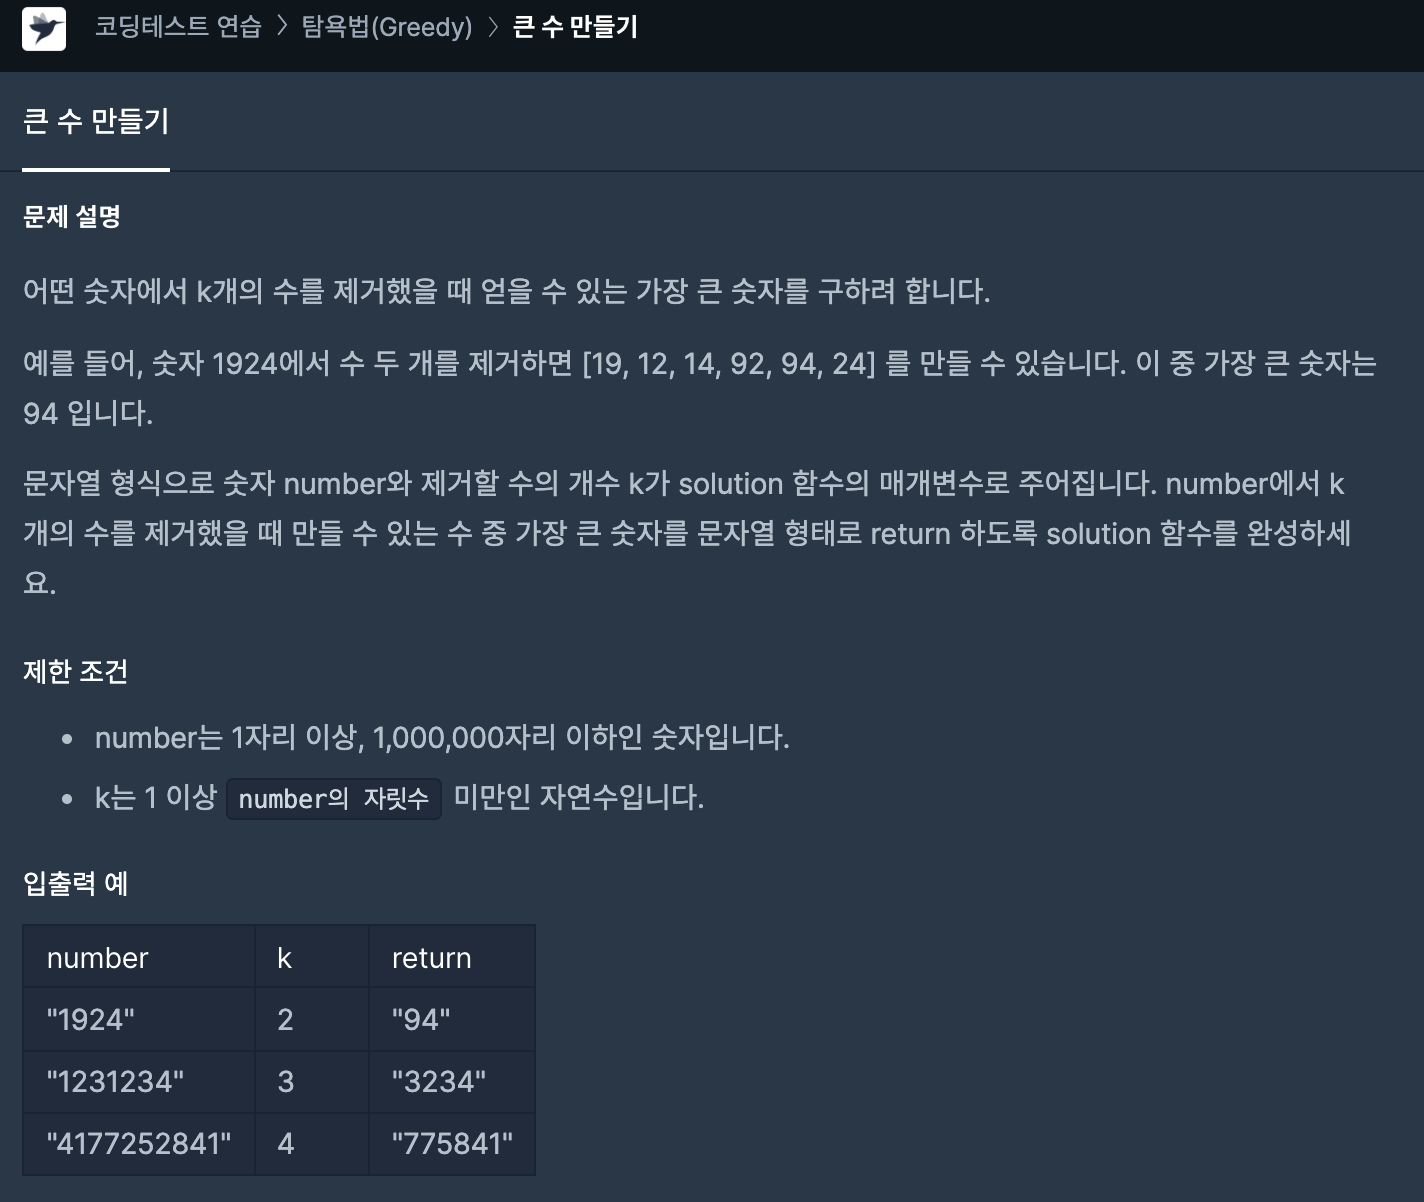 코딩테스트 연습 > 탐욕법(Greedy) > 큰 수 만들기
큰 수 만들기
문제 설명
어떤 숫자에서 k개의 수를 제거했을 때 얻을 수 있는 가장 큰 숫자를 구하려 합니다.
예를 들어, 숫자 1924에서 수 두 개를 제거하면 [19, 12, 14, 92, 94, 24] 를 만들 수 있습니다. 이 중 가장 큰 숫자는
94 입니다.
문자열 형식으로 숫자 number와 제거할 수의 개수 k가 solution 함수의 매개변수로 주어집니다. number에서 k
개의 수를 제거했을 때 만들 수 있는 수 중 가장 큰 숫자를 문자열 형태로 return 하도록 solution 함수를 완성하세
요.
제한 조건
• number는 1자리 이상, 1,000,000자리 이하인 숫자입니다.
• k는 1 이상 number의 자릿수 미만인 자연수입니다.
입출력 예
number k return
"1924" 2 "94"
"1231234" 3 "3234"
"4177252841" 4 "775841"